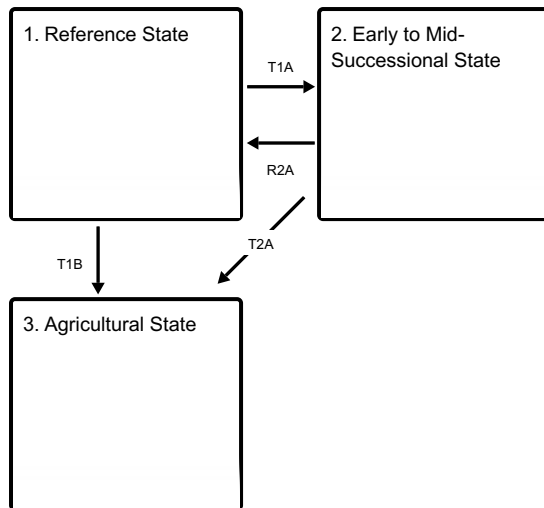 1. Reference State
2. Early to Mid-
Successional State
T1A
R2A
T2A
T1B
3. Agricultural State